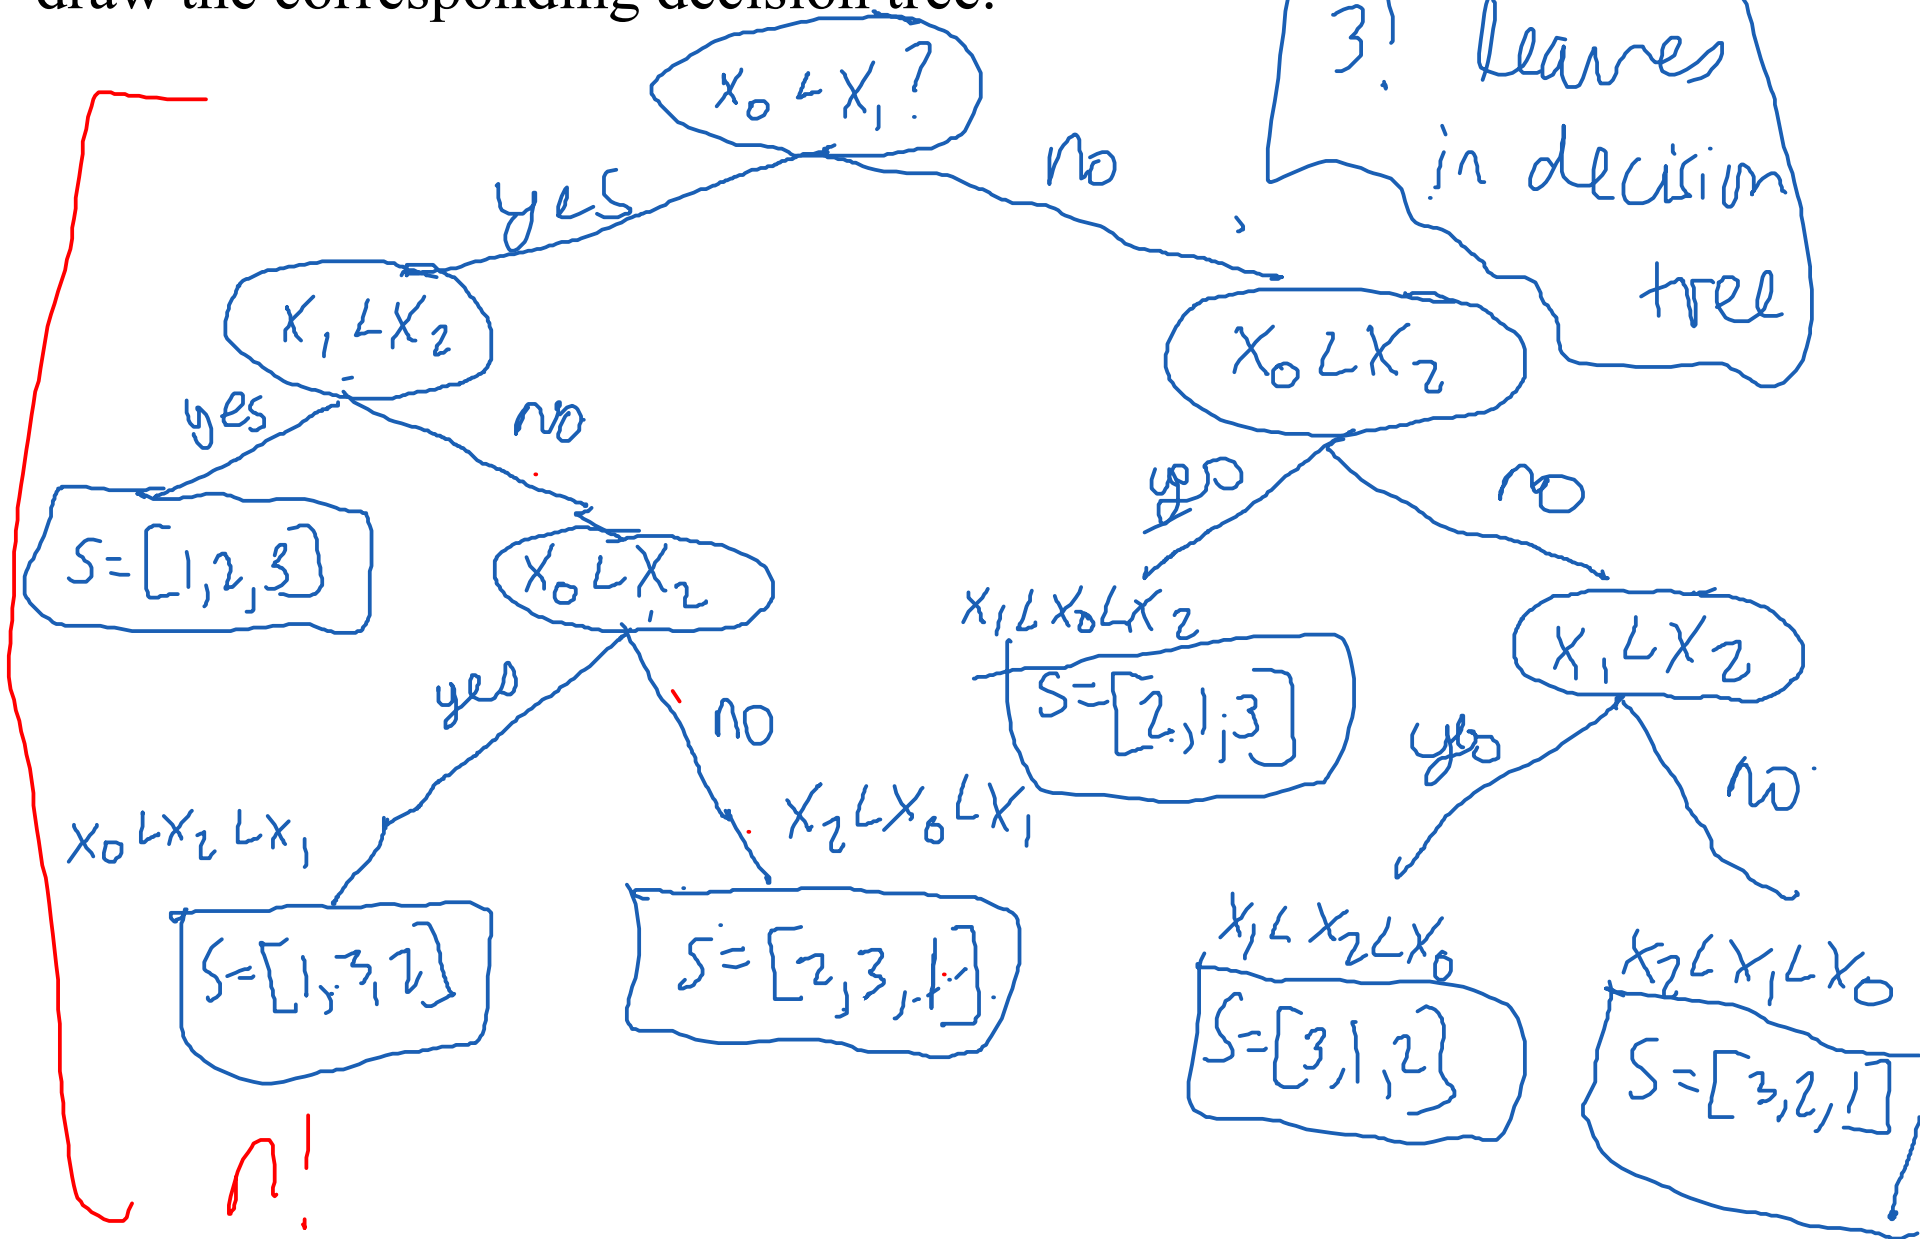 draw the corresponding decision tree.
3! leaves
in decision
tree
x0 < x1?
yes
no
x1 < x2
x0 < x2
yes
no
yes
no
S=[1,2,3]
x0 < x2
x1 < x0 < x2
S=[2,1,3]
x1 < x2
yes
no
yes
no
x0 < x2 < x1
x2 < x0 < x1
S=[1,3,2]
S=[2,3,1]
x1 < x2 < x0
x2 < x1 < x0
S=[3,1,2]
S=[3,2,1]
n!